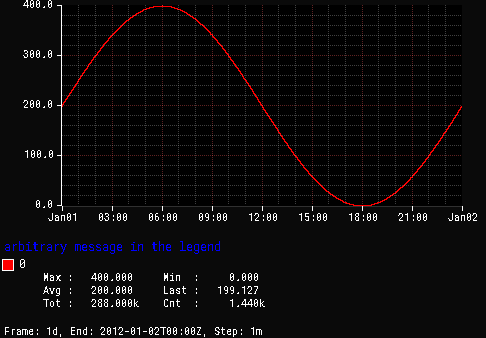 400.0
300.0
200.0
100.0
0.0
Jan01 03:00 06:00 09:00 12:00 15:00 18:00 21:00 Jan02
arbitrary message in the legend
0
Max : 400.000 Min : 0.000
Avg : 200.000 Last : 199.127
Tot : 288.000k Cnt : 1.440k
Frame: 1d, End: 2012-01-02T00:00Z, Step: 1m